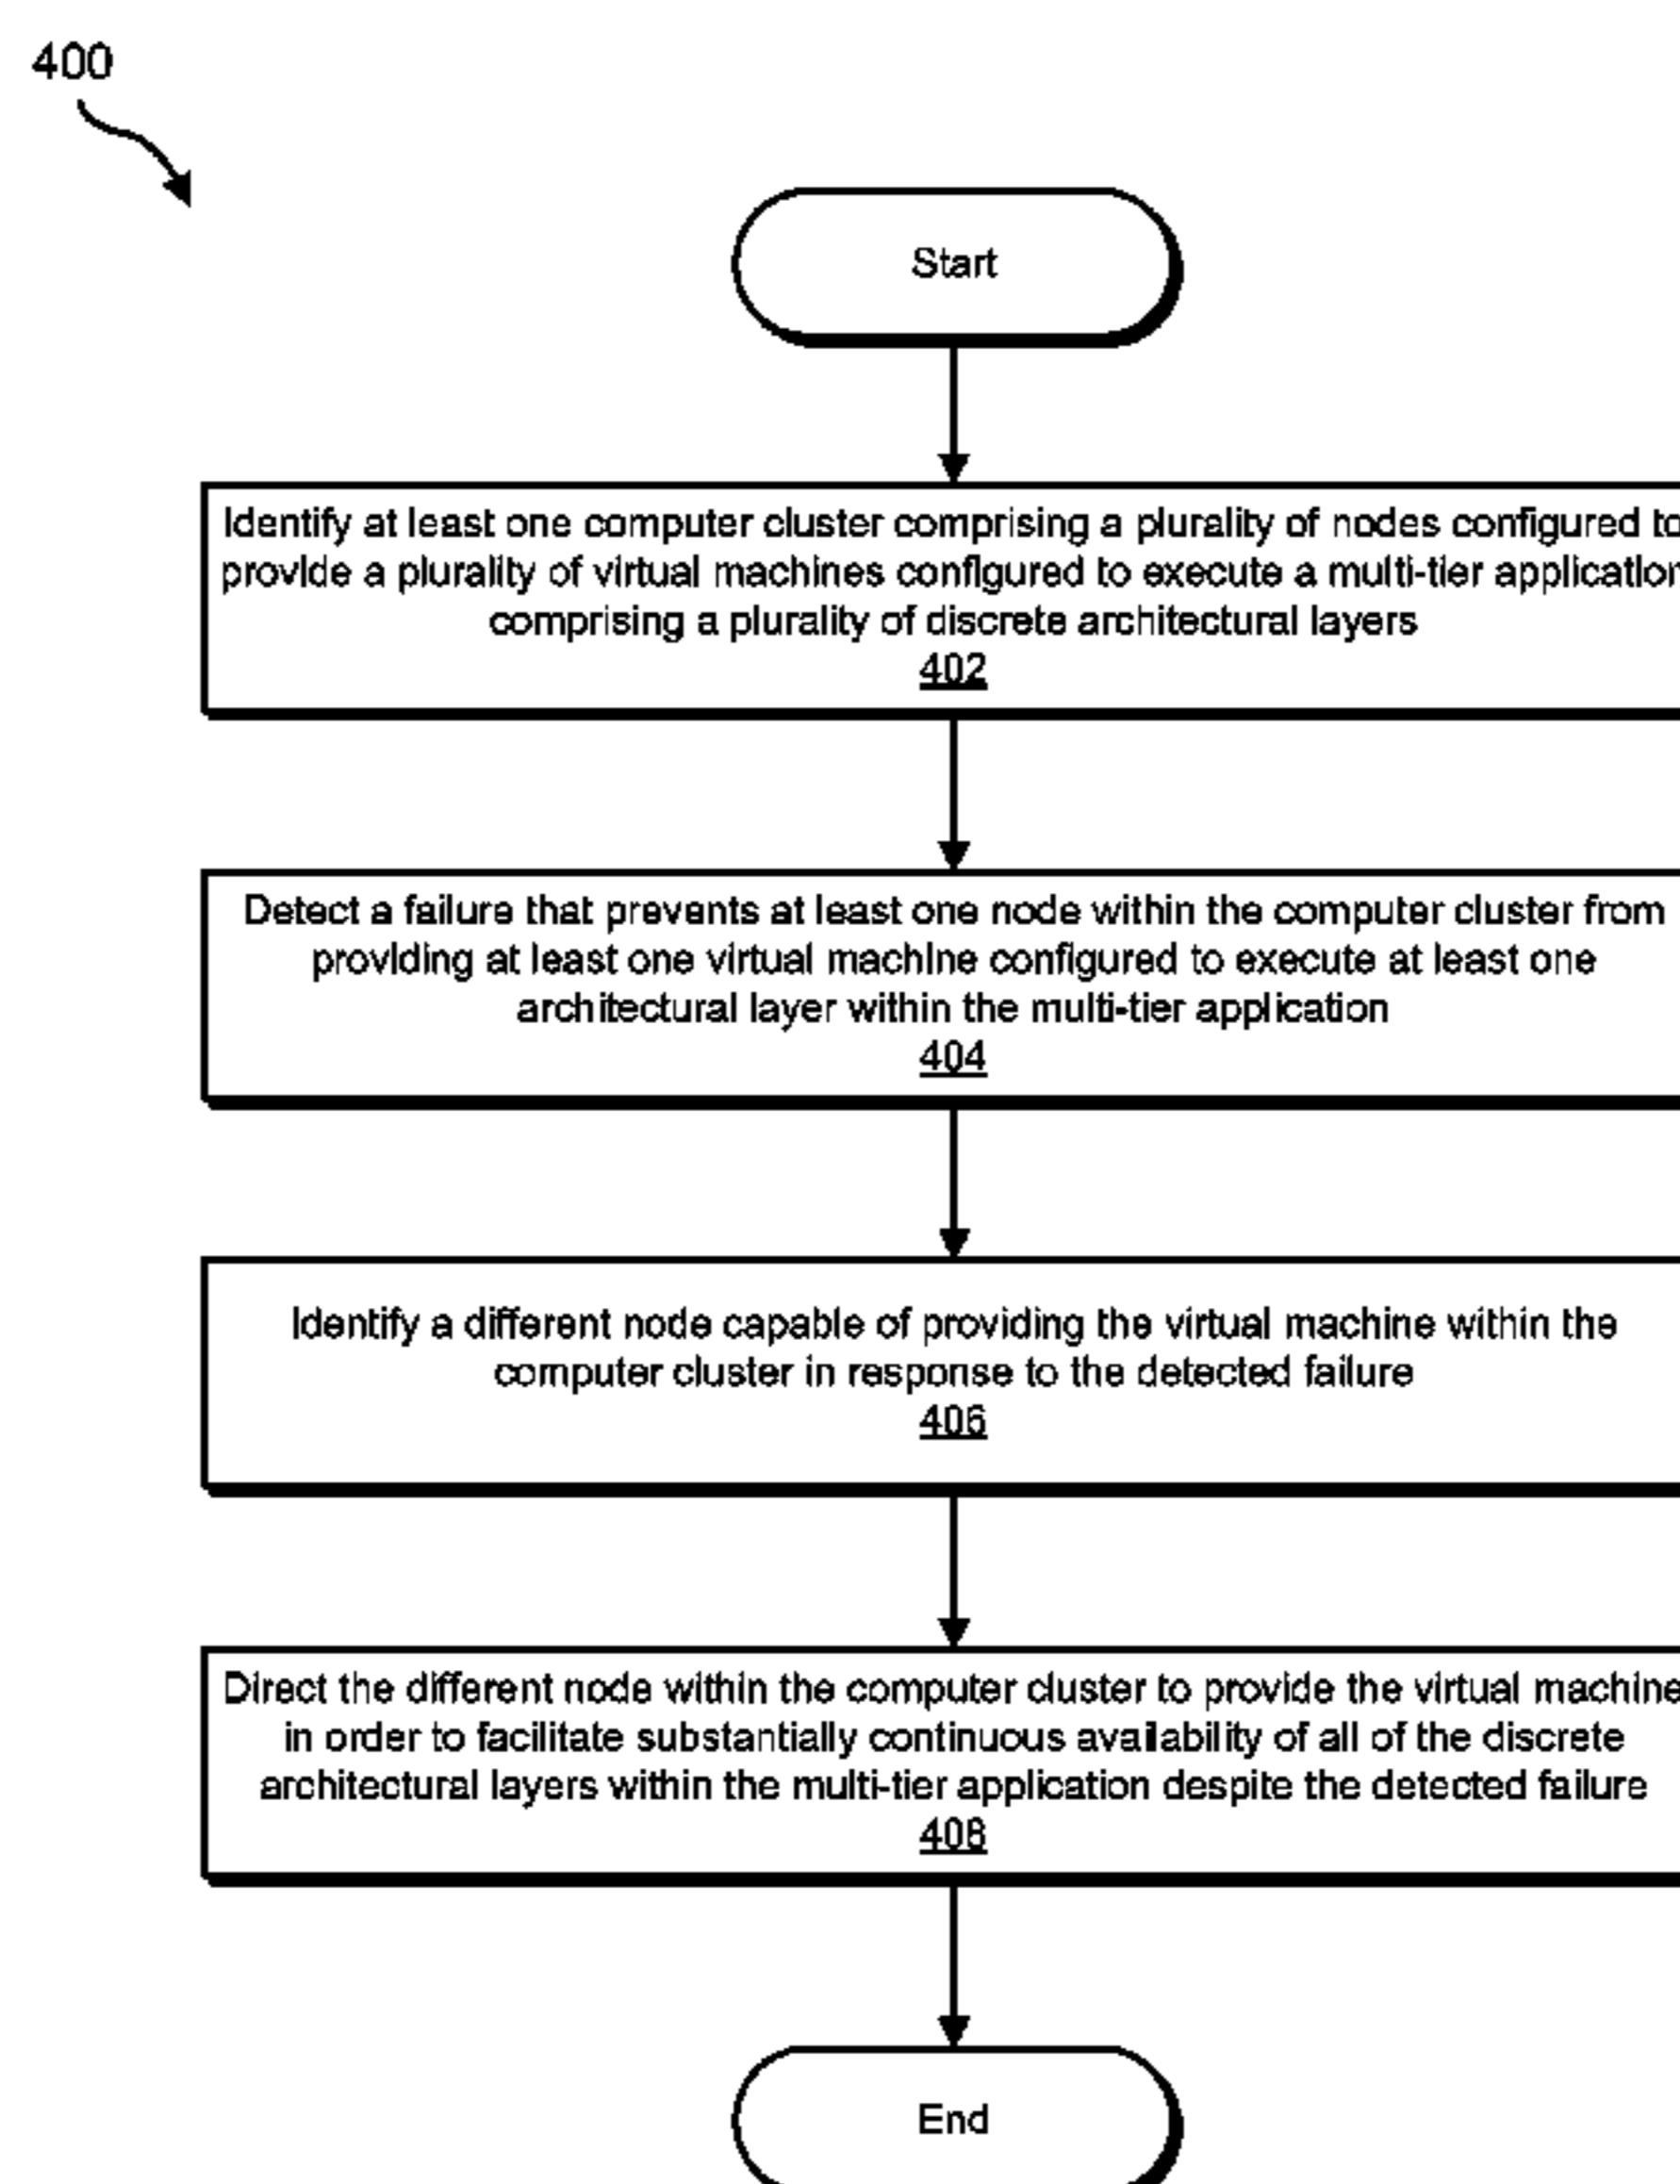 400
Start
Identify at least one computer cluster comprising a plurality of nodes configured to
provide a plurality of virtual machines configured to execute a multi-tier application
comprising a plurality of discrete architectural layers
402
Detect a failure that prevents at least one node within the computer cluster from
providing at least one virtual machine configured to execute at least one
architectural layer within the multi-tier application
404
Identify a different node capable of providing the virtual machine within the
computer cluster in response to the detected failure
406
Direct the different node within the computer cluster to provide the virtual machine
in order to facilitate substantially continuous availability of all of the discrete
architectural layers within the multi-tier application despite the detected failure
408
End